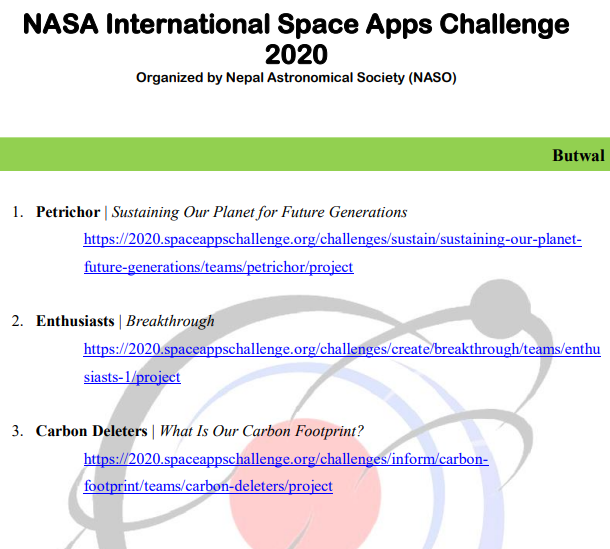 NASA International Space Apps Challenge
2020
Organized by Nepal Astronomical Society (NASO)
Butwal
1. Petrichor | Sustaining Our Planet for Future Generations
https://2020.spaceappschallenge.org/challenges/sustain/sustaining-our-planet-
future-generations/teams/petrichor/project
2. Enthusiasts | Breakthrough
https://2020.spaceappschallenge.org/challenges/create/breakthrough/teams/enthu
siasts-1/project
3. Carbon Deleters | What Is Our Carbon Footprint?
https://2020.spaceappschallenge.org/challenges/inform/carbon-
footprint/teams/carbon-deleters/project